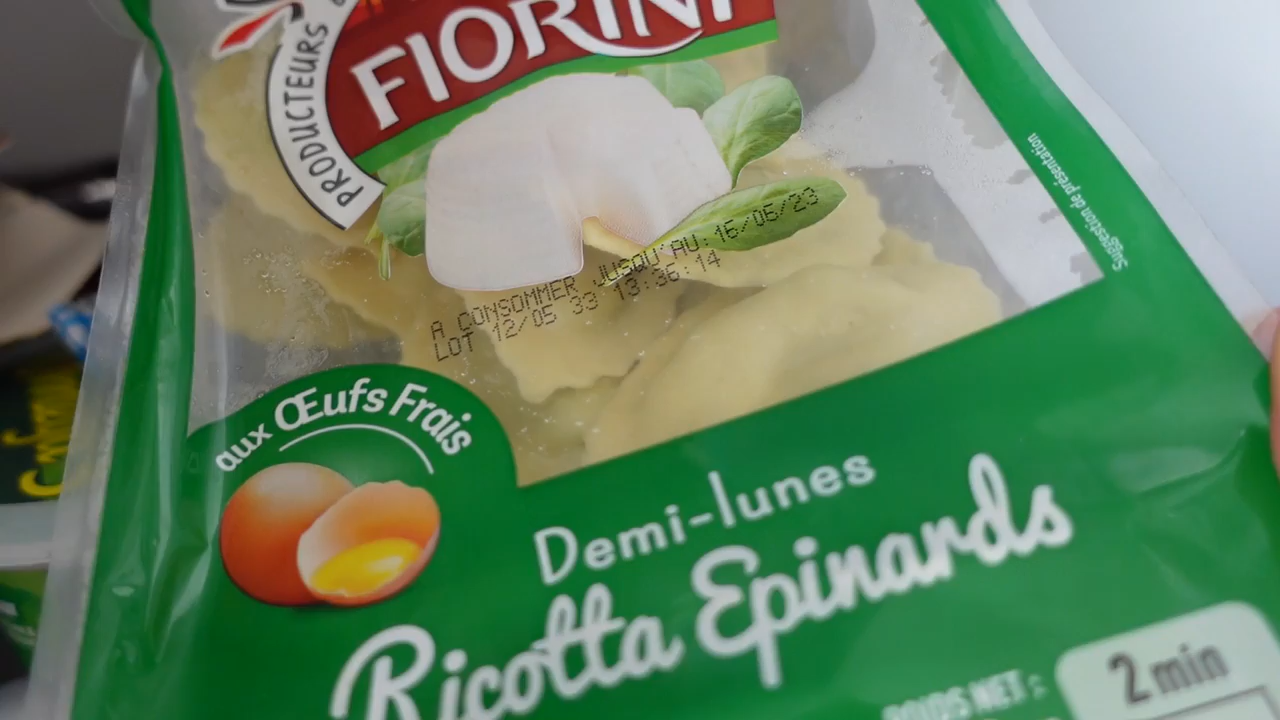 PRODUCTEURS
FIORINI
Suggestion de présentation
A CONSOMMER JUSQU'AU:16/06/23
LOT 12/05 33 13:36:14
aux Œufs Frais
Demi-lunes
Ricotta Epinards
POIDS NET :
2 min